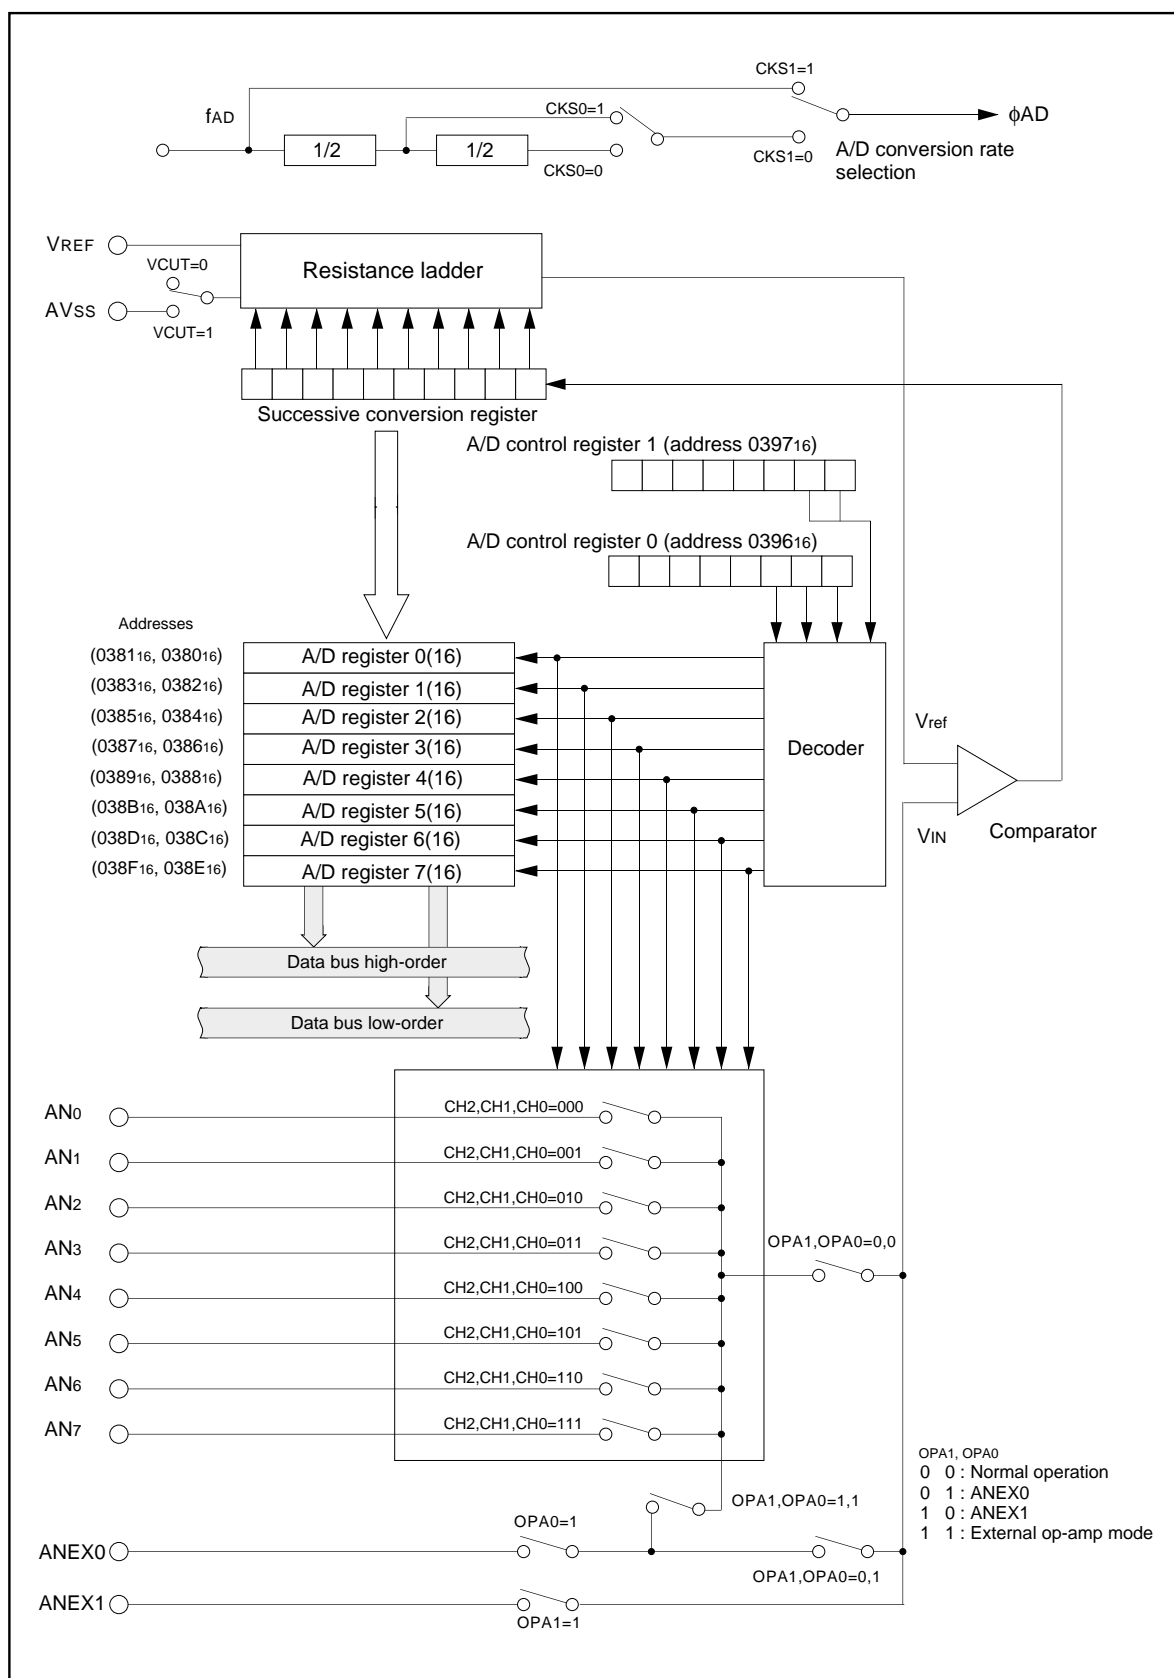 CKS1=1
fAD
CKS0=1
ϕAD
1/2
1/2
CKS0=0
CKS1=0
A/D conversion rate
selection
VREF
Resistance ladder
VCUT=0
AVSS
VCUT=1
Successive conversion register
A/D control register 1 (address 039716)
A/D control register 0 (address 039616)
Addresses
(038116, 038016)
A/D register 0(16)
(038316, 038216)
A/D register 1(16)
(038516, 038416)
A/D register 2(16)
Vref
(038716, 038616)
A/D register 3(16)
Decoder
(038916, 038816)
A/D register 4(16)
(038B16, 038A16)
A/D register 5(16)
(038D16, 038C16)
A/D register 6(16)
VIN
Comparator
(038F16, 038E16)
A/D register 7(16)
Data bus high-order
Data bus low-order
AN0
CH2,CH1,CH0=000
AN1
CH2,CH1,CH0=001
AN2
CH2,CH1,CH0=010
AN3
CH2,CH1,CH0=011
OPA1,OPA0=0,0
AN4
CH2,CH1,CH0=100
AN5
CH2,CH1,CH0=101
AN6
CH2,CH1,CH0=110
AN7
CH2,CH1,CH0=111
OPA1, OPA0
0 0 : Normal operation
0 1 : ANEX0
1 0 : ANEX1
1 1 : External op-amp mode
OPA1,OPA0=1,1
OPA0=1
ANEX0
OPA1,OPA0=0,1
ANEX1
OPA1=1